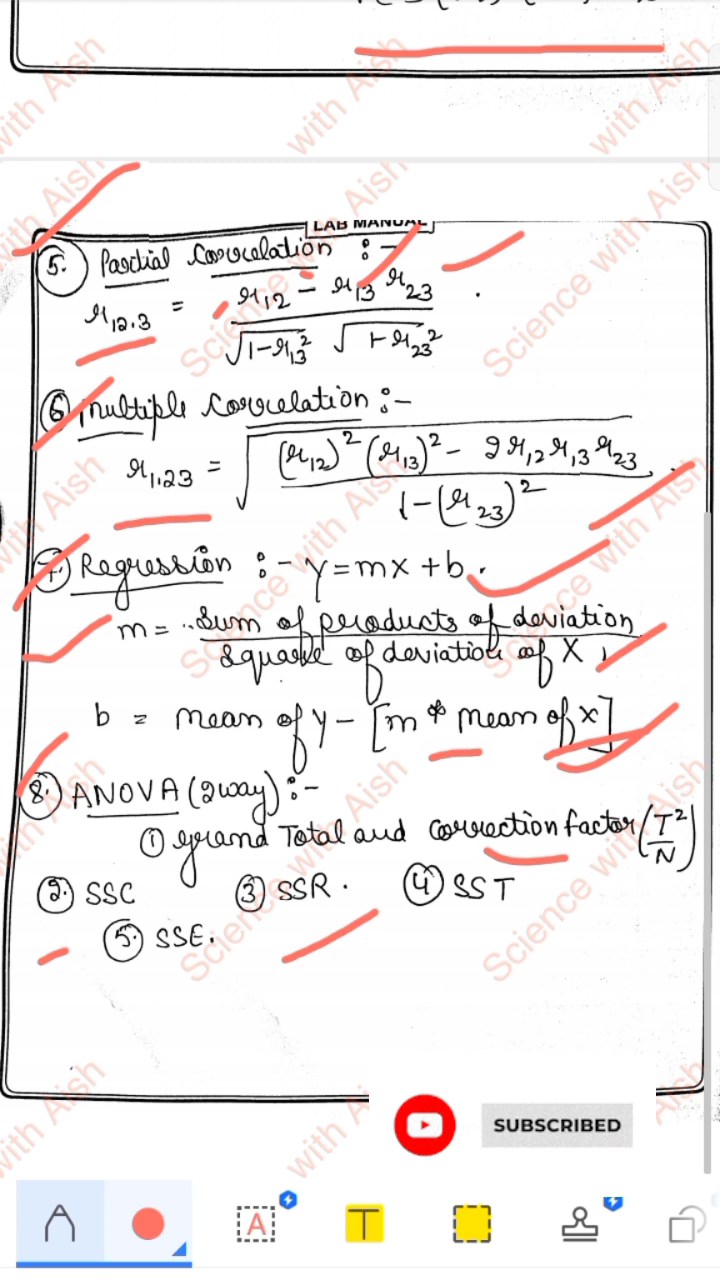 LAB MANUAL
5. Partial Correlation :-
r12.3 = r12 - r13 r23 / √1-r13² √1-r23² .
6 Multiple Correlation :-
r1.23 = √(r12)² (r13)² - 2r12 r13 r23 / 1-(r23)² .
7. Regression :- y=mx+b.
m = Sum of products of deviation / Square of deviation of X ,
b = mean of y - [m * mean of x]
8. ANOVA (2way) :-
① grand Total and correction factor (T²/N)
② SSC ③ SSR. ④ SST
⑤ SSE.
SUBSCRIBED
A T
Science with Aish